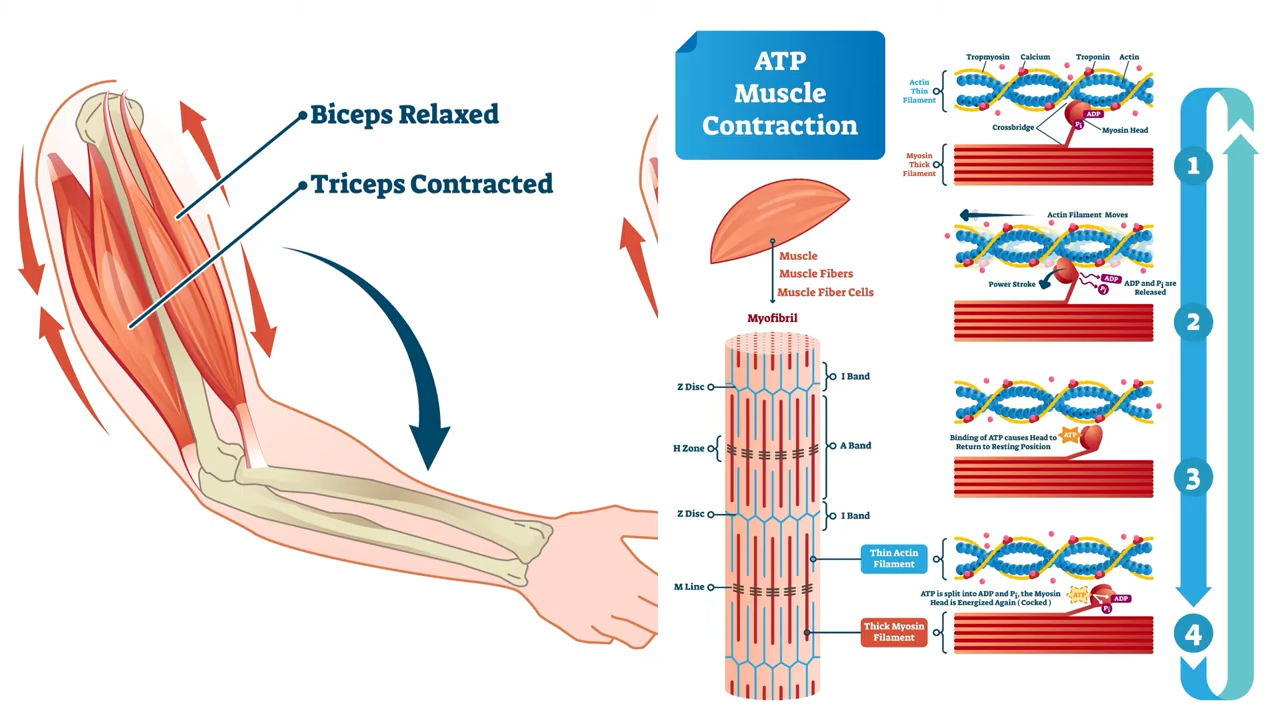 Biceps Relaxed
Triceps Contracted
ATP
Muscle
Contraction
Muscle
Muscle Fibers
Muscle Fiber Cells
Myofibril
Z Disc
I Band
H Zone
A Band
Z Disc
I Band
M Line
Thin Actin
Filament
Thick Myosin
Filament
Tropmyosin
Calcium
Troponin
Actin
Actin
Thin
Filament
ADP
Pi
Crossbridge
Myosin Head
Myosin
Thick
Filament
1
Actin Filament Moves
Power Stroke
ADP
Pi
ADP and Pi are
Released
2
Binding of ATP causes Head to
Return to Resting Position
ATP
3
ATP is split into ADP and Pi, the Myosin
Head is Energized Again ( Cocked )
ATP
ADP
Pi
4